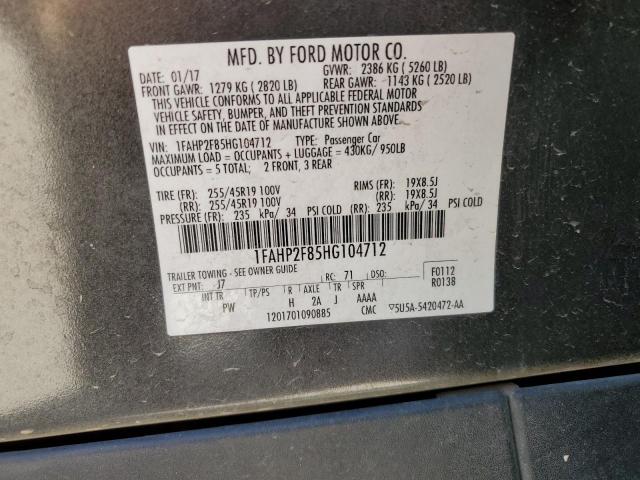 MFD. BY FORD MOTOR CO.
DATE: 01/17 GVWR: 2386 KG ( 5260 LB)
FRONT GAWR: 1279 KG ( 2820 LB) REAR GAWR: 1143 KG ( 2520 LB)
THIS VEHICLE CONFORMS TO ALL APPLICABLE FEDERAL MOTOR
VEHICLE SAFETY, BUMPER, AND THEFT PREVENTION STANDARDS
IN EFFECT ON THE DATE OF MANUFACTURE SHOWN ABOVE.
VIN: 1FAHP2F85HG104712 TYPE: Passenger Car
MAXIMUM LOAD = OCCUPANTS + LUGGAGE = 430KG/ 950LB
OCCUPANTS = 5 TOTAL; 2 FRONT, 3 REAR
TIRE (FR): 255/45R19 100V RIMS (FR): 19X8.5J
(RR): 255/45R19 100V (RR): 19X8.5J
PRESSURE (FR): 235 kPa/ 34 PSI COLD (RR): 235 kPa/ 34 PSI COLD
1FAHP2F85HG104712
TRAILER TOWING - SEE OWNER GUIDE
EXT PNT: J7 RC: 71 DSO: F0112
INT TR TP/PS R AXLE TR SPR R0138
PW H 2A J AAAA
1201701090885 CMC ▽5U5A-5420472-AA